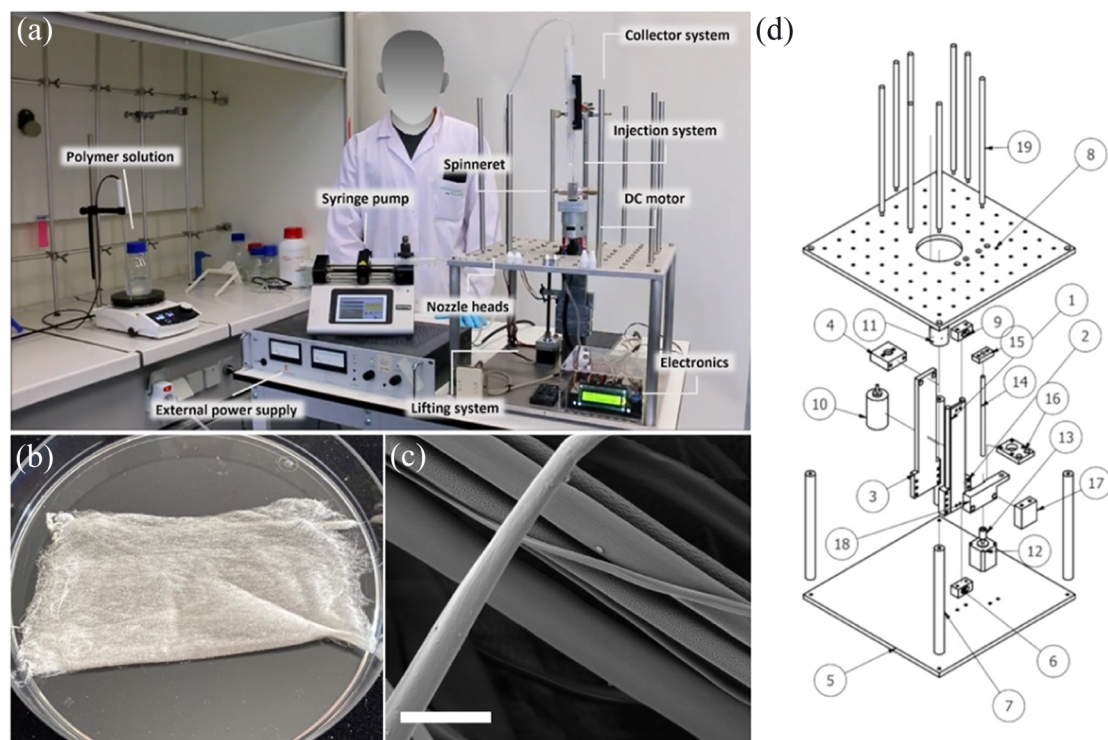 (a)
(d)
Collector system
Polymer solution
Injection system
Spinneret
Syringe pump
DC motor
Nozzle heads
Electronics
External power supply
Lifting system
(b)
(c)
19
8
1
4
11
9
2
15
14
16
10
13
3
17
18
12
5
7
6